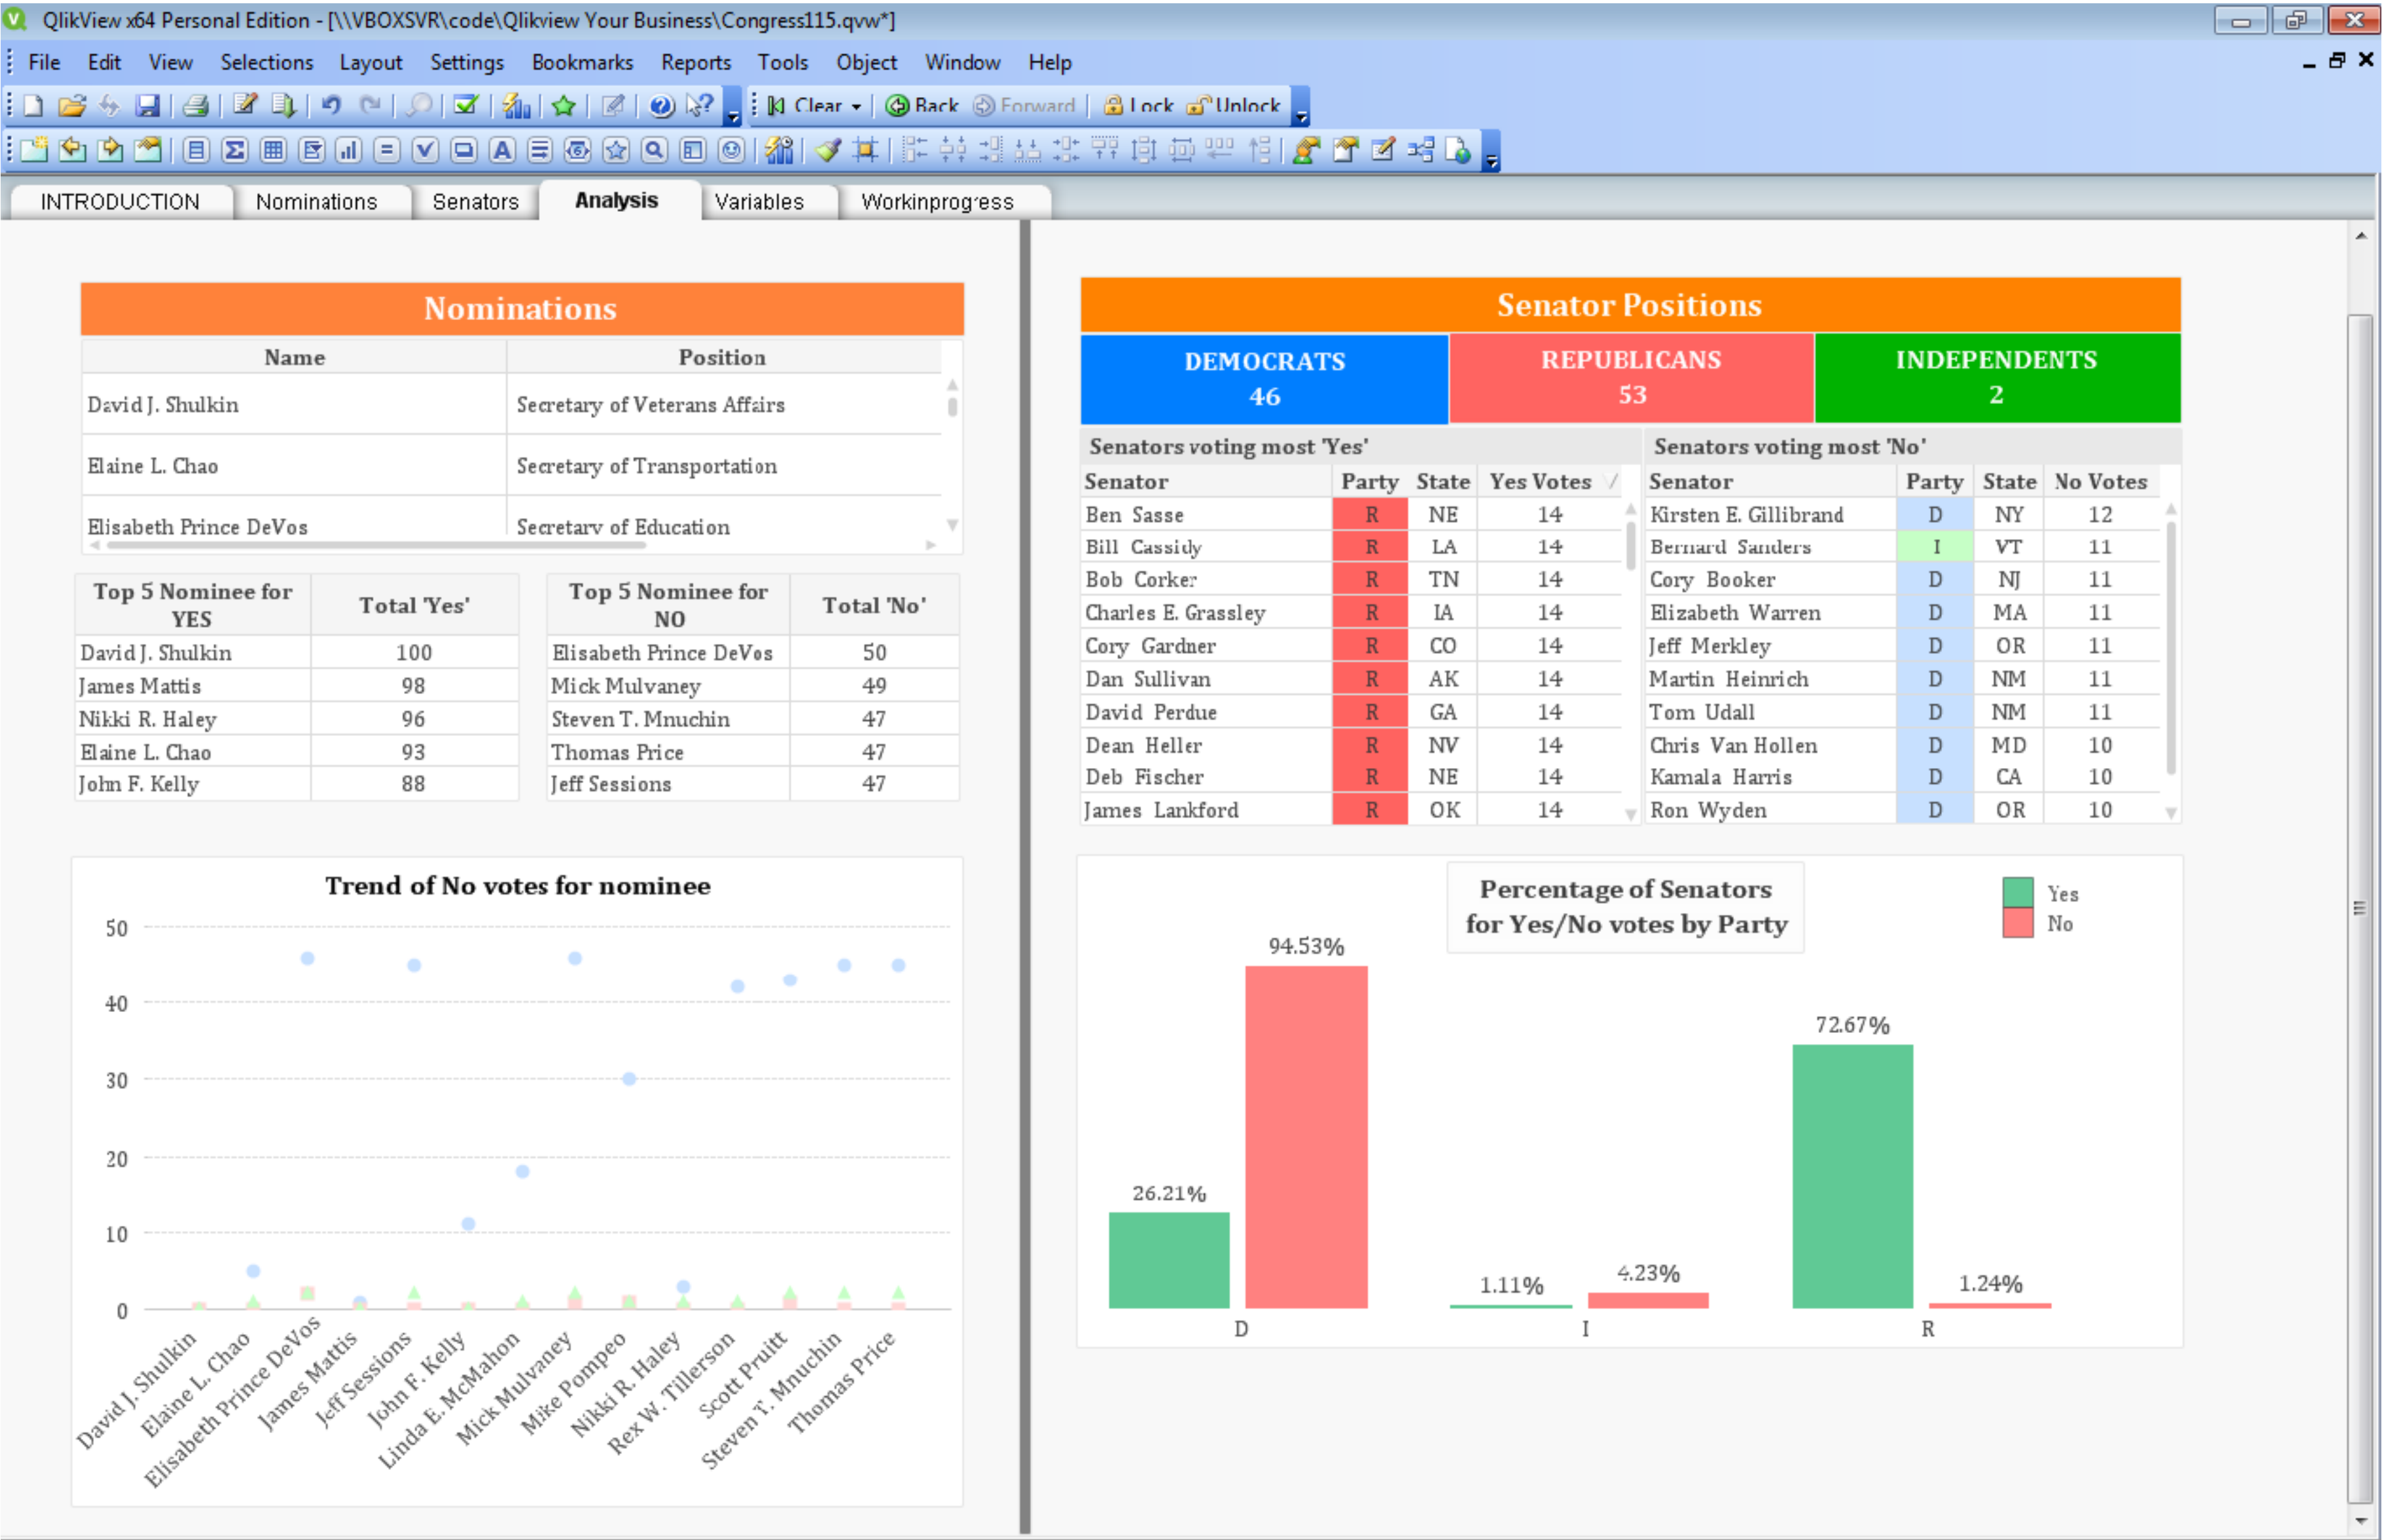 QlikView x64 Personal Edition - [\\VBOXSVR\code\Qlikview Your Business\Congress115.qvw*]
File Edit View Selections Layout Settings Bookmarks Reports Tools Object Window Help
Clear Back Forward Lock Unlock
INTRODUCTION Nominations Senators Analysis Variables Workinprogress
Nominations
Name Position
David J. Shulkin Secretary of Veterans Affairs
Elaine L. Chao Secretary of Transportation
Elisabeth Prince DeVos Secretary of Education
Top 5 Nominee for YES Total 'Yes'
David J. Shulkin 100
James Mattis 98
Nikki R. Haley 96
Elaine L. Chao 93
John F. Kelly 88
Top 5 Nominee for NO Total 'No'
Elisabeth Prince DeVos 50
Mick Mulvaney 49
Steven T. Mnuchin 47
Thomas Price 47
Jeff Sessions 47
Trend of No votes for nominee
50
40
30
20
10
0
David J. Shulkin
Elaine L. Chao
Elisabeth Prince DeVos
James Mattis
Jeff Sessions
John F. Kelly
Linda E. McMahon
Mick Mulvaney
Mike Pompeo
Nikki R. Haley
Rex W. Tillerson
Scott Pruitt
Steven T. Mnuchin
Thomas Price
Senator Positions
DEMOCRATS REPUBLICANS INDEPENDENTS
46 53 2
Senators voting most 'Yes'
Senator Party State Yes Votes
Ben Sasse R NE 14
Bill Cassidy R LA 14
Bob Corker R TN 14
Charles E. Grassley R IA 14
Cory Gardner R CO 14
Dan Sullivan R AK 14
David Perdue R GA 14
Dean Heller R NV 14
Deb Fischer R NE 14
James Lankford R OK 14
Senators voting most 'No'
Senator Party State No Votes
Kirsten E. Gillibrand D NY 12
Bernard Sanders I VT 11
Cory Booker D NJ 11
Elizabeth Warren D MA 11
Jeff Merkley D OR 11
Martin Heinrich D NM 11
Tom Udall D NM 11
Chris Van Hollen D MD 10
Kamala Harris D CA 10
Ron Wyden D OR 10
Percentage of Senators
for Yes/No votes by Party
Yes
No
94.53%
72.67%
26.21%
1.11% 4.23% 1.24%
D I R